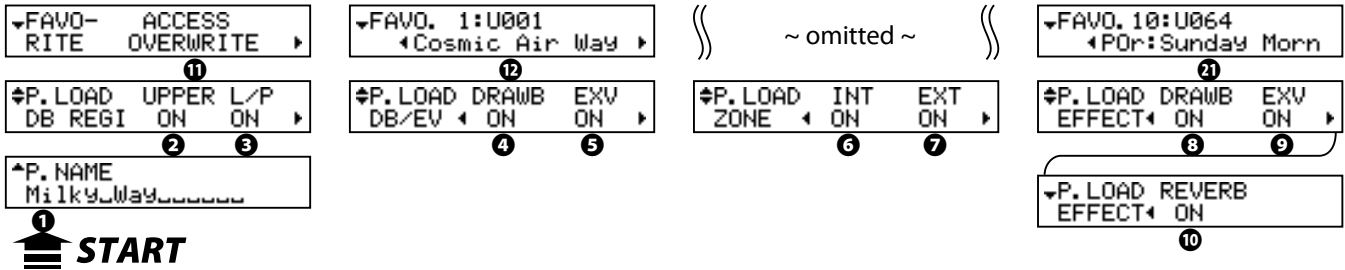 FAVO- ACCESS
RITE OVERWRITE
11
FAVO. 1:U001
Cosmic Air Way
12
~ omitted ~
FAVO.10:U064
POr:Sunday Morn
21
P.LOAD UPPER L/P
DB REGI ON ON
2 3
P.LOAD DRAWB EXV
DB/EV ON ON
4 5
P.LOAD INT EXT
ZONE ON ON
6 7
P.LOAD DRAWB EXV
EFFECT ON ON
8 9
P.NAME
Milky␣Way␣␣␣␣␣␣
1
START
P.LOAD REVERB
EFFECT ON
10